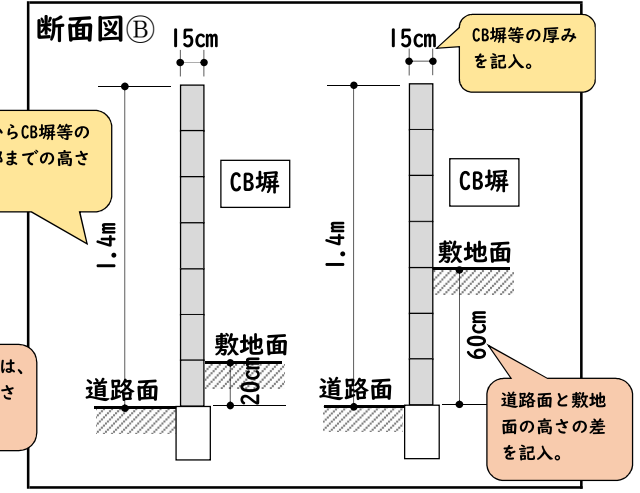 断面図Ⓑ
15cm
15cm
CB塀等の厚み
を記入。
らCB塀等の
までの高さ
CB塀
CB塀
1.4m
1.4m
敷地面
敷地面
20cm
60cm
道路面
道路面
は、
さ
道路面と敷地
面の高さの差
を記入。